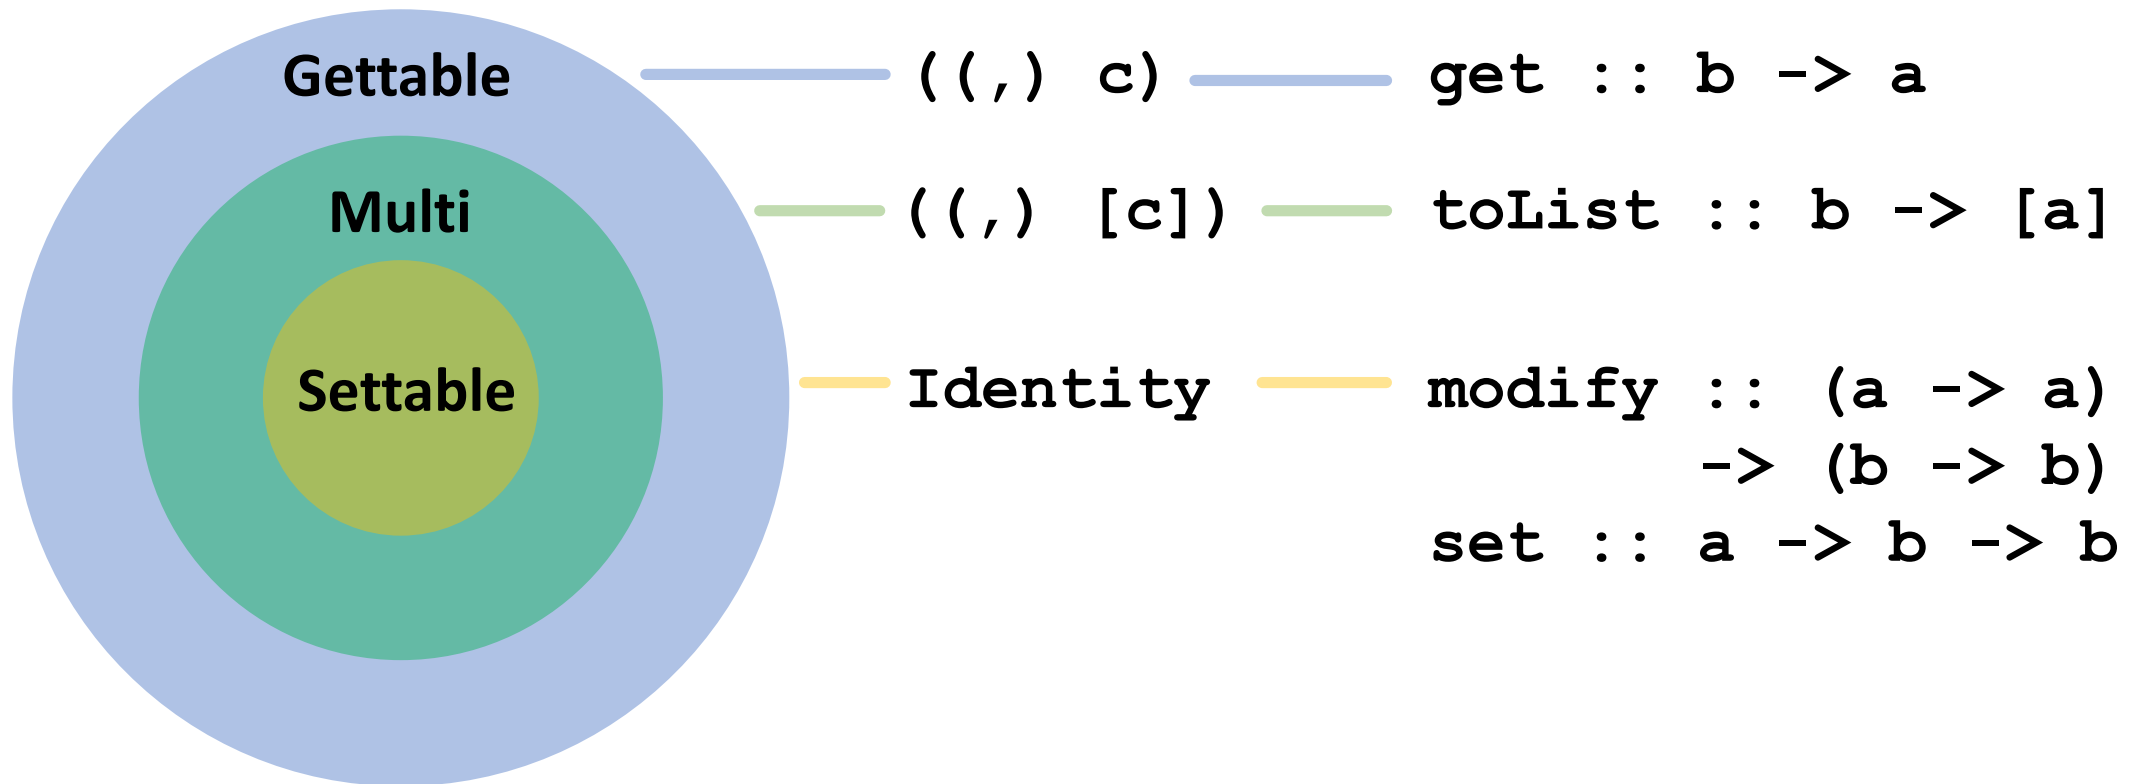 Gettable ((,) c) get :: b -> a
Multi ((,) [c]) toList :: b -> [a]
Settable Identity modify :: (a -> a)
-> (b -> b)
set :: a -> b -> b